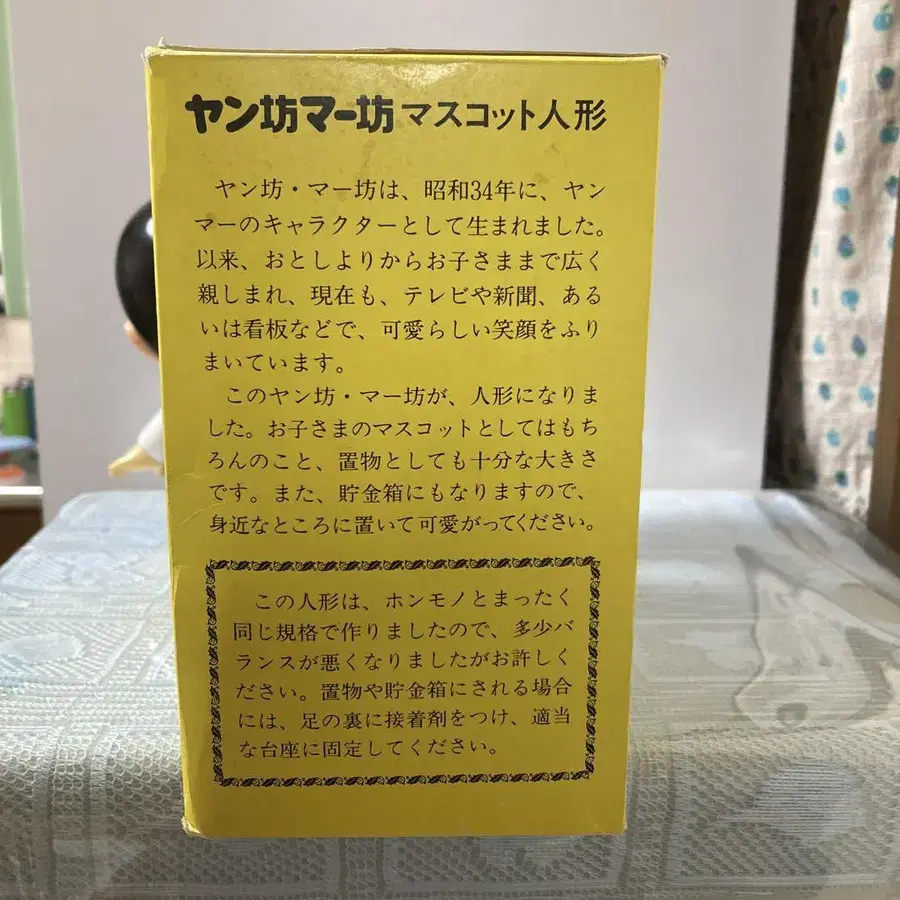 ヤン坊マー坊マスコット人形
ヤン坊・マー坊は、昭和34年に、ヤン
マーのキャラクターとして生まれました。
以来、おとしよりからお子さままで広く
親しまれ、現在も、テレビや新聞、ある
いは看板などで、可愛らしい笑顔をふり
まいています。
このヤン坊・マー坊が、人形になりま
した。お子さまのマスコットとしてはもち
ろんのこと、置物としても十分な大きさ
です。また、貯金箱にもなりますので、
身近なところに置いて可愛がってください。
この人形は、ホンモノとまったく
同じ規格で作りましたので、多少バ
ランスが悪くなりましたがお許しく
ださい。置物や貯金箱にされる場合
には、足の裏に接着剤をつけ、適当
な台座に固定してください。